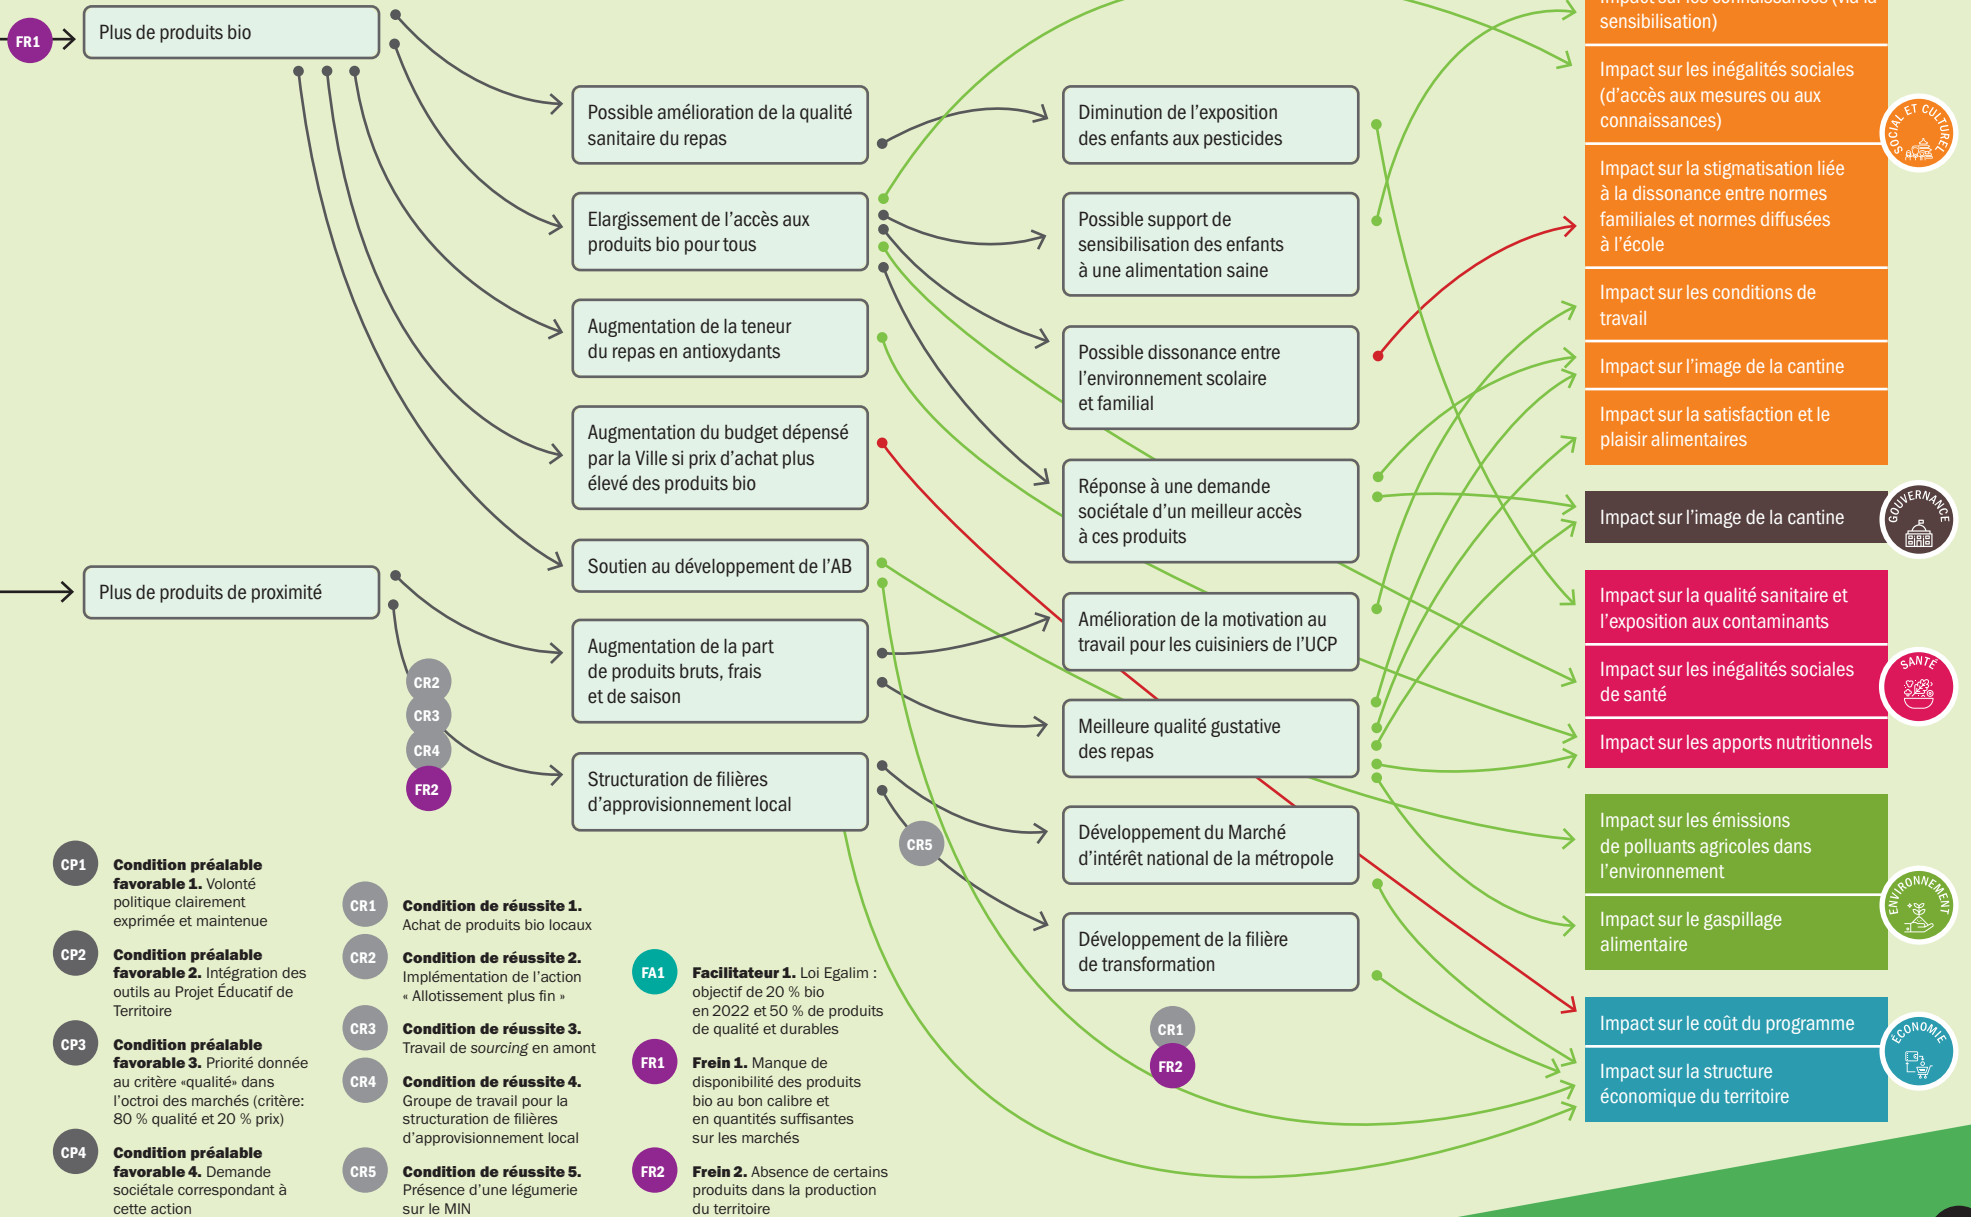 FR1
Plus de produits bio
Plus de produits de proximité
CR2
CR3
CR4
FR2
Possible amélioration de la qualité
sanitaire du repas
Elargissement de l'accès aux
produits bio pour tous
Augmentation de la teneur
du repas en antioxydants
Augmentation du budget dépensé
par la Ville si prix d'achat plus
élevé des produits bio
Soutien au développement de l'AB
Augmentation de la part
de produits bruts, frais
et de saison
Structuration de filières
d'approvisionnement local
CR5
Diminution de l'exposition
des enfants aux pesticides
Possible support de
sensibilisation des enfants
à une alimentation saine
Possible dissonance entre
l'environnement scolaire
et familial
Réponse à une demande
sociétale d'un meilleur accès
à ces produits
Amélioration de la motivation au
travail pour les cuisiniers de l'UCP
Meilleure qualité gustative
des repas
Développement du Marché
d'intérêt national de la métropole
Développement de la filière
de transformation
CR1
FR2
Impact sur les connaissances (via la
sensibilisation)
Impact sur les inégalités sociales
(d'accès aux mesures ou aux
connaissances)
Impact sur la stigmatisation liée
à la dissonance entre normes
familiales et normes diffusées
à l'école
Impact sur les conditions de
travail
Impact sur l'image de la cantine
Impact sur la satisfaction et le
plaisir alimentaires
SOCIAL ET CULTUREL
Impact sur l'image de la cantine
GOUVERNANCE
Impact sur la qualité sanitaire et
l'exposition aux contaminants
Impact sur les inégalités sociales
de santé
Impact sur les apports nutritionnels
SANTÉ
Impact sur les émissions
de polluants agricoles dans
l'environnement
Impact sur le gaspillage
alimentaire
ENVIRONNEMENT
Impact sur le coût du programme
Impact sur la structure
économique du territoire
ÉCONOMIE
CP1
Condition préalable
favorable 1. Volonté
politique clairement
exprimée et maintenue
CP2
Condition préalable
favorable 2. Intégration des
outils au Projet Éducatif de
Territoire
CP3
Condition préalable
favorable 3. Priorité donnée
au critère «qualité» dans
l'octroi des marchés (critère:
80 % qualité et 20 % prix)
CP4
Condition préalable
favorable 4. Demande
sociétale correspondant à
cette action
CR1
Condition de réussite 1.
Achat de produits bio locaux
CR2
Condition de réussite 2.
Implémentation de l'action
« Allotissement plus fin »
CR3
Condition de réussite 3.
Travail de sourcing en amont
CR4
Condition de réussite 4.
Groupe de travail pour la
structuration de filières
d'approvisionnement local
CR5
Condition de réussite 5.
Présence d'une légumerie
sur le MIN
FA1
Facilitateur 1. Loi Egalim :
objectif de 20 % bio
en 2022 et 50 % de produits
de qualité et durables
FR1
Frein 1. Manque de
disponibilité des produits
bio au bon calibre et
en quantités suffisantes
sur les marchés
FR2
Frein 2. Absence de certains
produits dans la production
du territoire